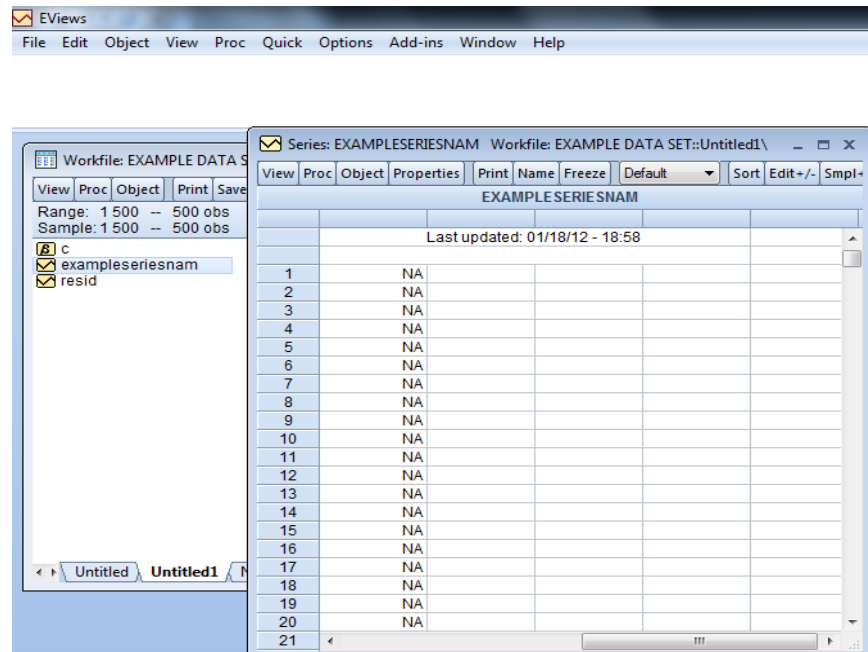 EViews
File Edit Object View Proc Quick Options Add-ins Window Help
Workfile: EXAMPLE DATA S
View Proc Object Print Save
Range: 1 500 -- 500 obs
Sample: 1 500 -- 500 obs
β c
exampleseriesnam
resid
Untitled Untitled1 N
Series: EXAMPLESERIESNAM Workfile: EXAMPLE DATA SET::Untitled1\
View Proc Object Properties Print Name Freeze Default Sort Edit+/- Smpl+
EXAMPLESERIESNAM
Last updated: 01/18/12 - 18:58
1 NA
2 NA
3 NA
4 NA
5 NA
6 NA
7 NA
8 NA
9 NA
10 NA
11 NA
12 NA
13 NA
14 NA
15 NA
16 NA
17 NA
18 NA
19 NA
20 NA
21